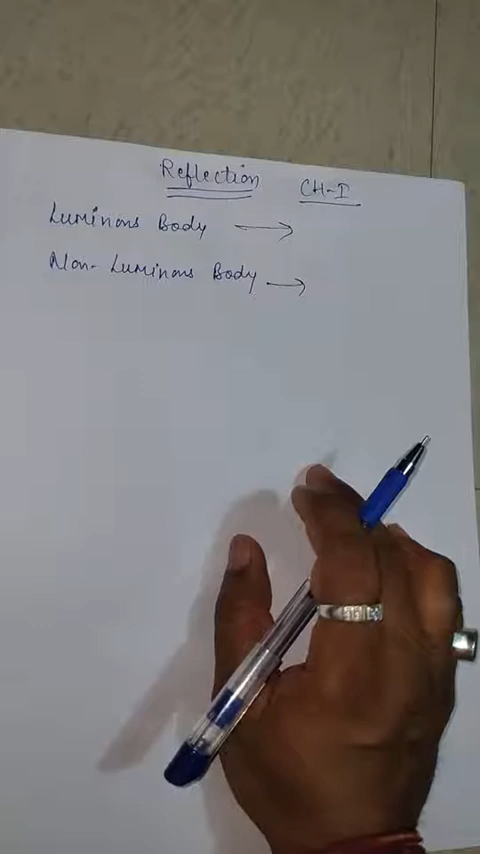 Reflection CH-I
Luminous Body →
Non-Luminous Body →